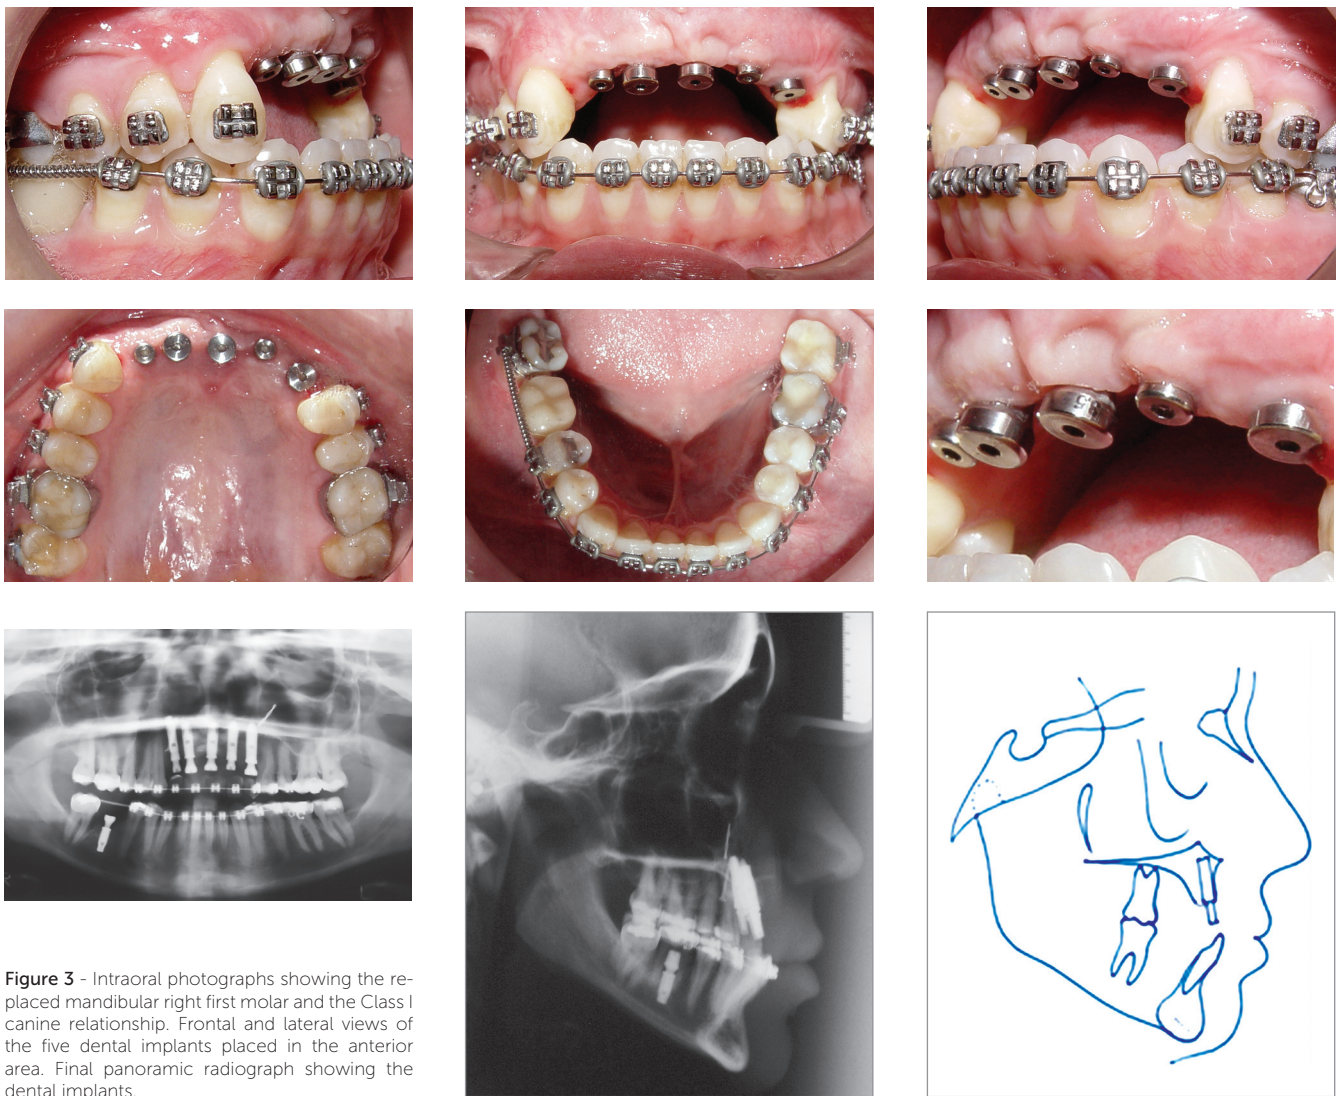 Figure 3 - Intraoral photographs showing the re-
placed mandibular right first molar and the Class I
canine relationship. Frontal and lateral views of
the five dental implants placed in the anterior
area. Final panoramic radiograph showing the
dental implants.